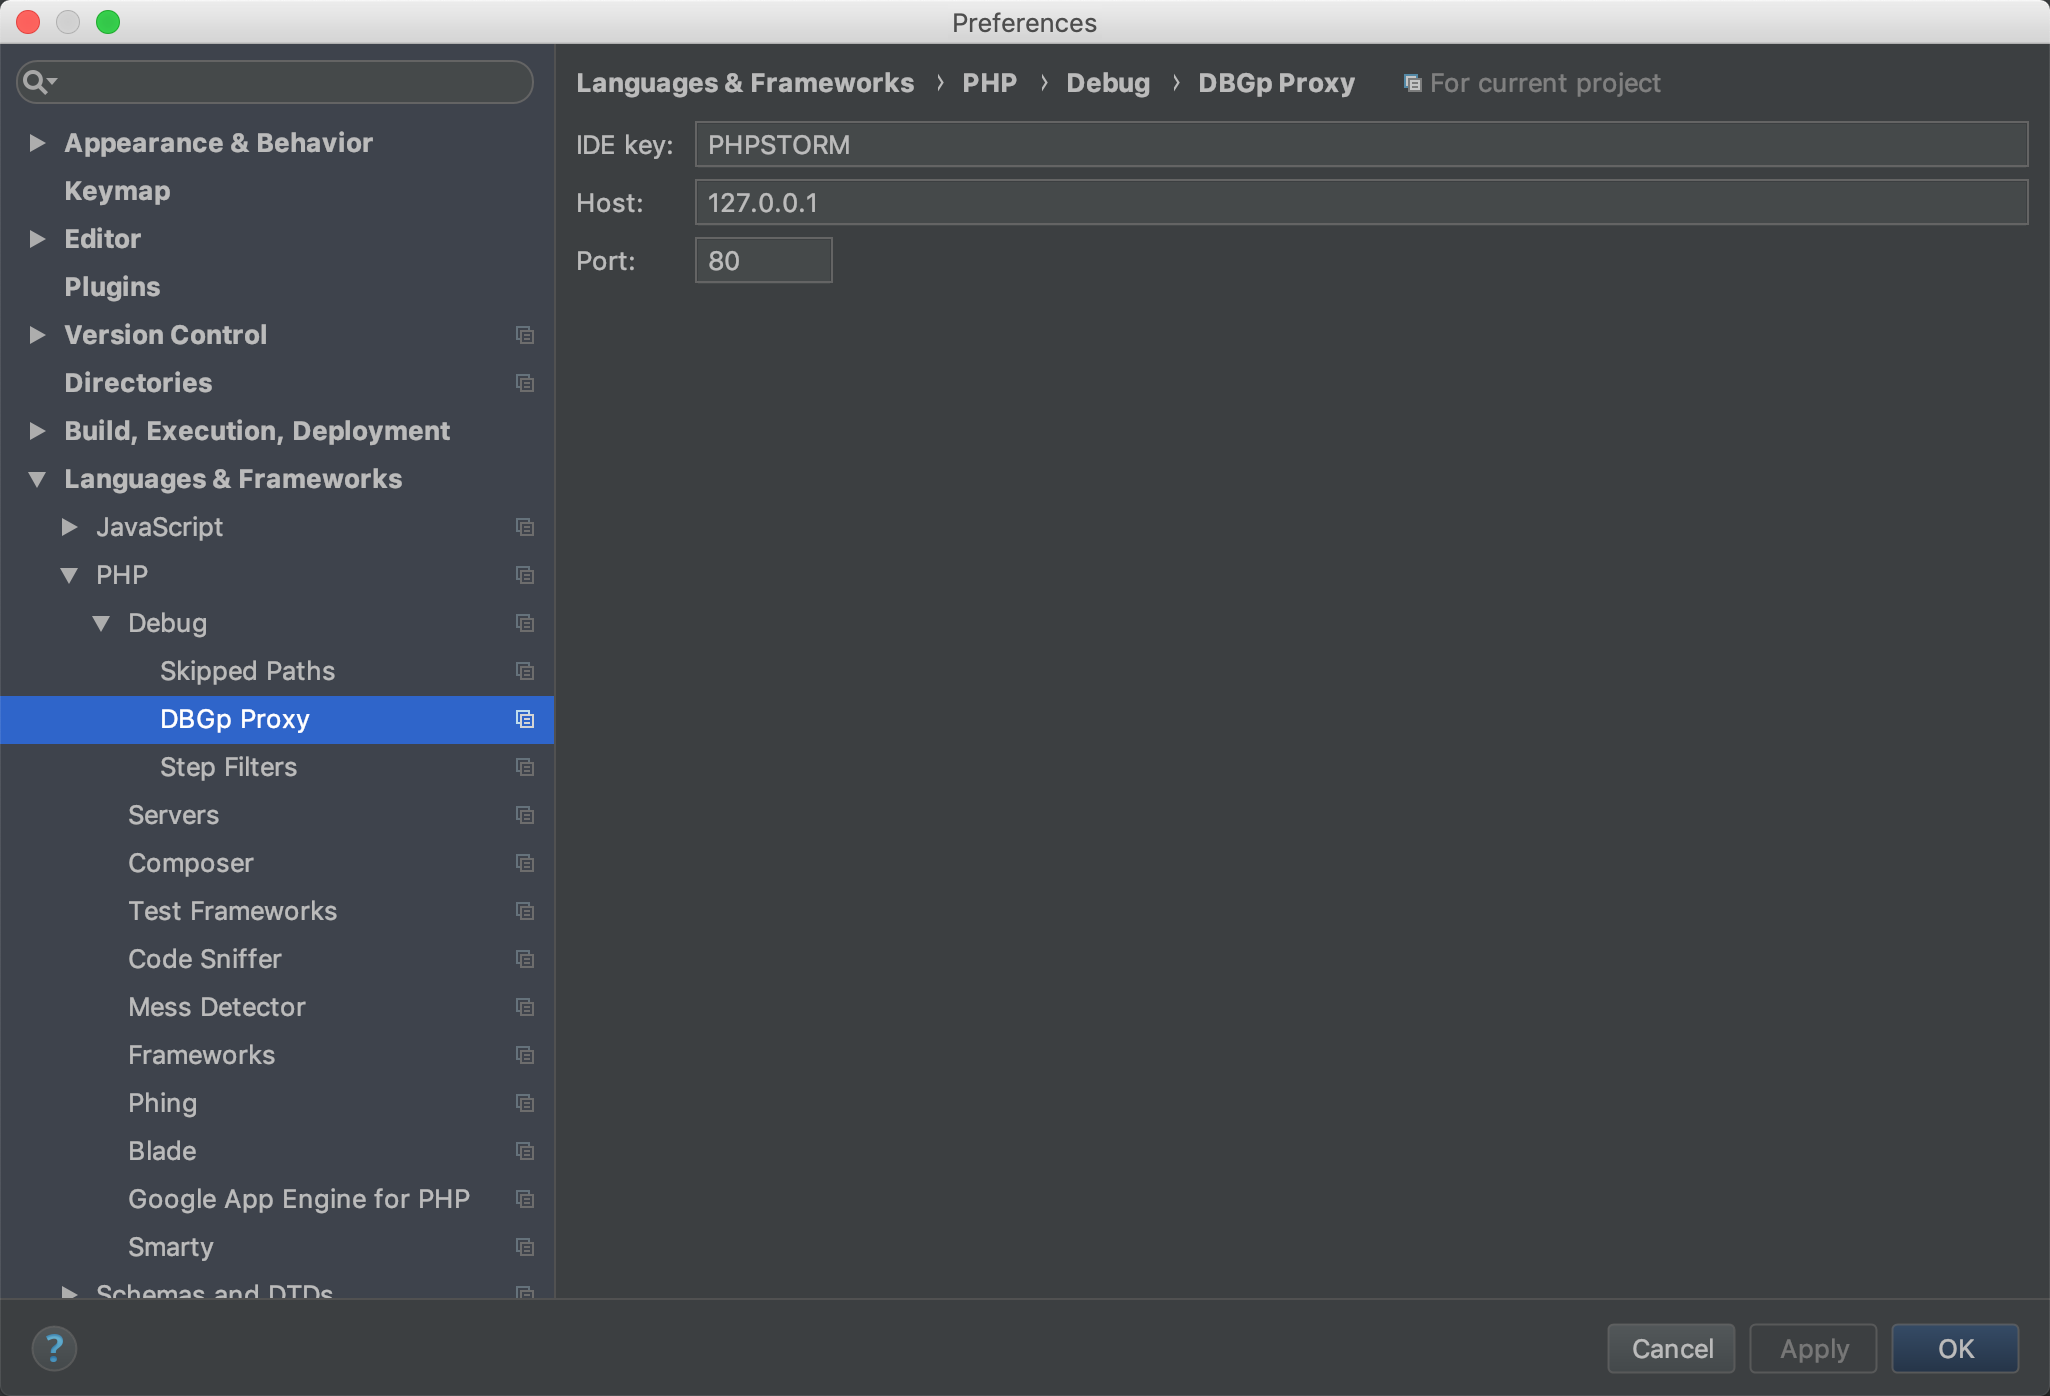 Preferences
Languages & Frameworks › PHP › Debug › DBGp Proxy For current project
IDE key: PHPSTORM
Host: 127.0.0.1
Port: 80
Appearance & Behavior
Keymap
Editor
Plugins
Version Control
Directories
Build, Execution, Deployment
Languages & Frameworks
JavaScript
PHP
Debug
Skipped Paths
DBGp Proxy
Step Filters
Servers
Composer
Test Frameworks
Code Sniffer
Mess Detector
Frameworks
Phing
Blade
Google App Engine for PHP
Smarty
Schemas and DTDs
?
Cancel Apply OK